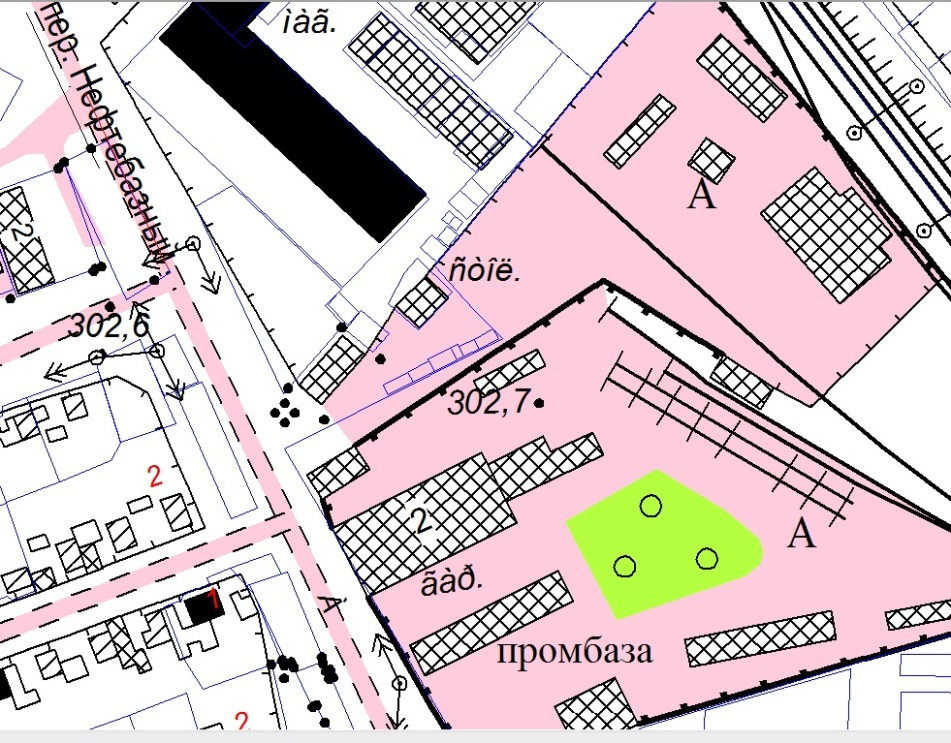 ìàã.
пер. Нефтебазный
А
2
ñòîë.
302,6
302,7
2
2
А
ãàð.
1
À
промбаза
2